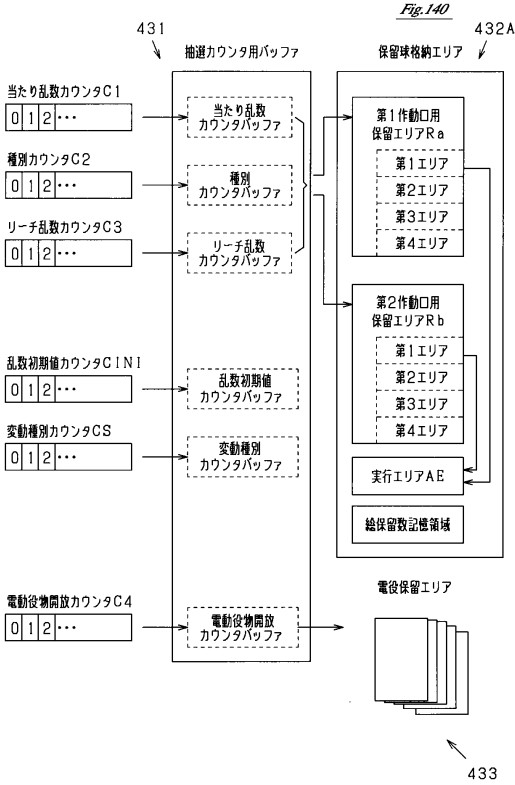 Fig.140
431
432A
抽選カウンタ用バッファ
保留球格納エリア
当たり乱数カウンタC1
0 1 2 ・・・
種別カウンタC2
0 1 2 ・・・
リーチ乱数カウンタC3
0 1 2 ・・・
乱数初期値カウンタCINI
0 1 2 ・・・
変動種別カウンタCS
0 1 2 ・・・
電動役物開放カウンタC4
0 1 2 ・・・
当たり乱数
カウンタバッファ
種別
カウンタバッファ
リーチ乱数
カウンタバッファ
乱数初期値
カウンタバッファ
変動種別
カウンタバッファ
電動役物開放
カウンタバッファ
第1作動口用
保留エリアRa
第1エリア
第2エリア
第3エリア
第4エリア
第2作動口用
保留エリアRb
第1エリア
第2エリア
第3エリア
第4エリア
実行エリアAE
総保留数記憶領域
電役保留エリア
433